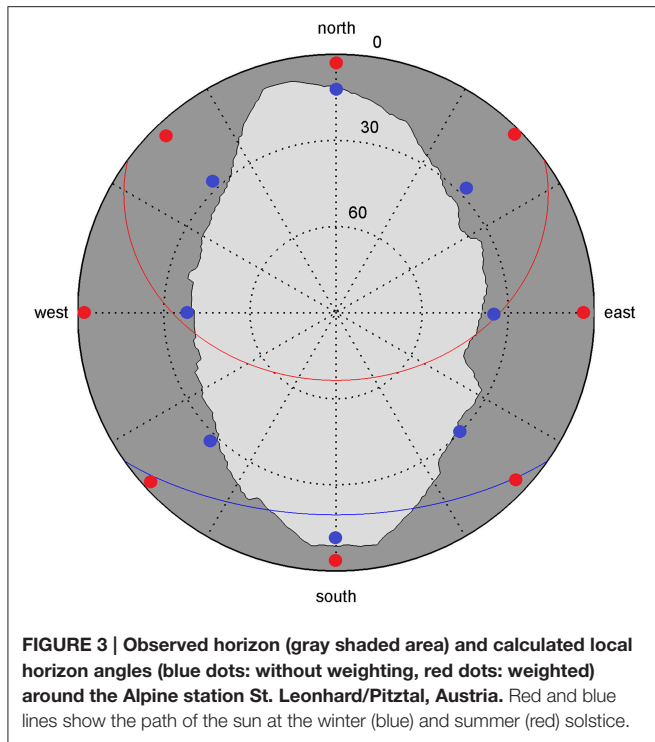 north
0
30
60
west
east
south
FIGURE 3 | Observed horizon (gray shaded area) and calculated local
horizon angles (blue dots: without weighting, red dots: weighted)
around the Alpine station St. Leonhard/Pitztal, Austria. Red and blue
lines show the path of the sun at the winter (blue) and summer (red) solstice.